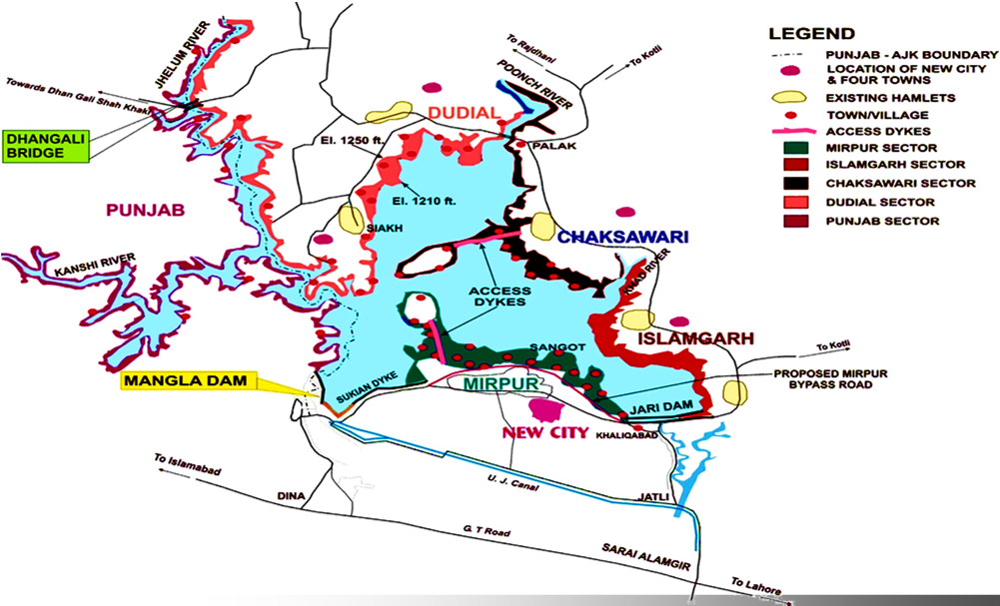 To Rajdhani
To Kotli
LEGEND
PUNJAB - AJK BOUNDARY
LOCATION OF NEW CITY
& FOUR TOWNS
EXISTING HAMLETS
TOWN/VILLAGE
ACCESS DYKES
MIRPUR SECTOR
ISLAMGARH SECTOR
CHAKSAWARI SECTOR
DUDIAL SECTOR
PUNJAB SECTOR
JHELUM RIVER
Towards Dhan Gali Shah Khaki
DHANGALI
BRIDGE
POONCH RIVER
DUDIAL
El. 1250 ft.
PALAK
El. 1210 ft.
PUNJAB
SIAKH
CHAKSAWARI
KANSHI RIVER
KHAD RIVER
ACCESS
DYKES
ISLAMGARH
To Kotli
SANGOT
PROPOSED MIRPUR
BYPASS ROAD
MANGLA DAM
SUKIAN DYKE
MIRPUR
JARI DAM
NEW CITY
KHALIQABAD
To Islamabad
DINA
U. J. Canal
JATLI
G. T Road
SARAI ALAMGIR
To Lahore